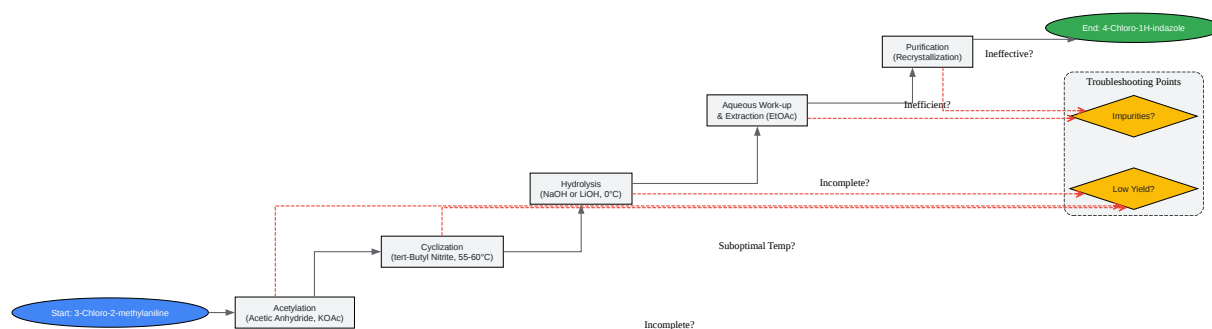 End: 4-Chloro-1H-indazole
Purification
(Recrystallization)
Ineffective?
Troubleshooting Points
Aqueous Work-up
& Extraction (EtOAc)
Inefficient?
Impurities?
Hydrolysis
(NaOH or LiOH, 0°C)
Incomplete?
Low Yield?
Cyclization
(tert-Butyl Nitrite, 55-60°C)
Suboptimal Temp?
Start: 3-Chloro-2-methylaniline
Acetylation
(Acetic Anhydride, KOAc)
Incomplete?